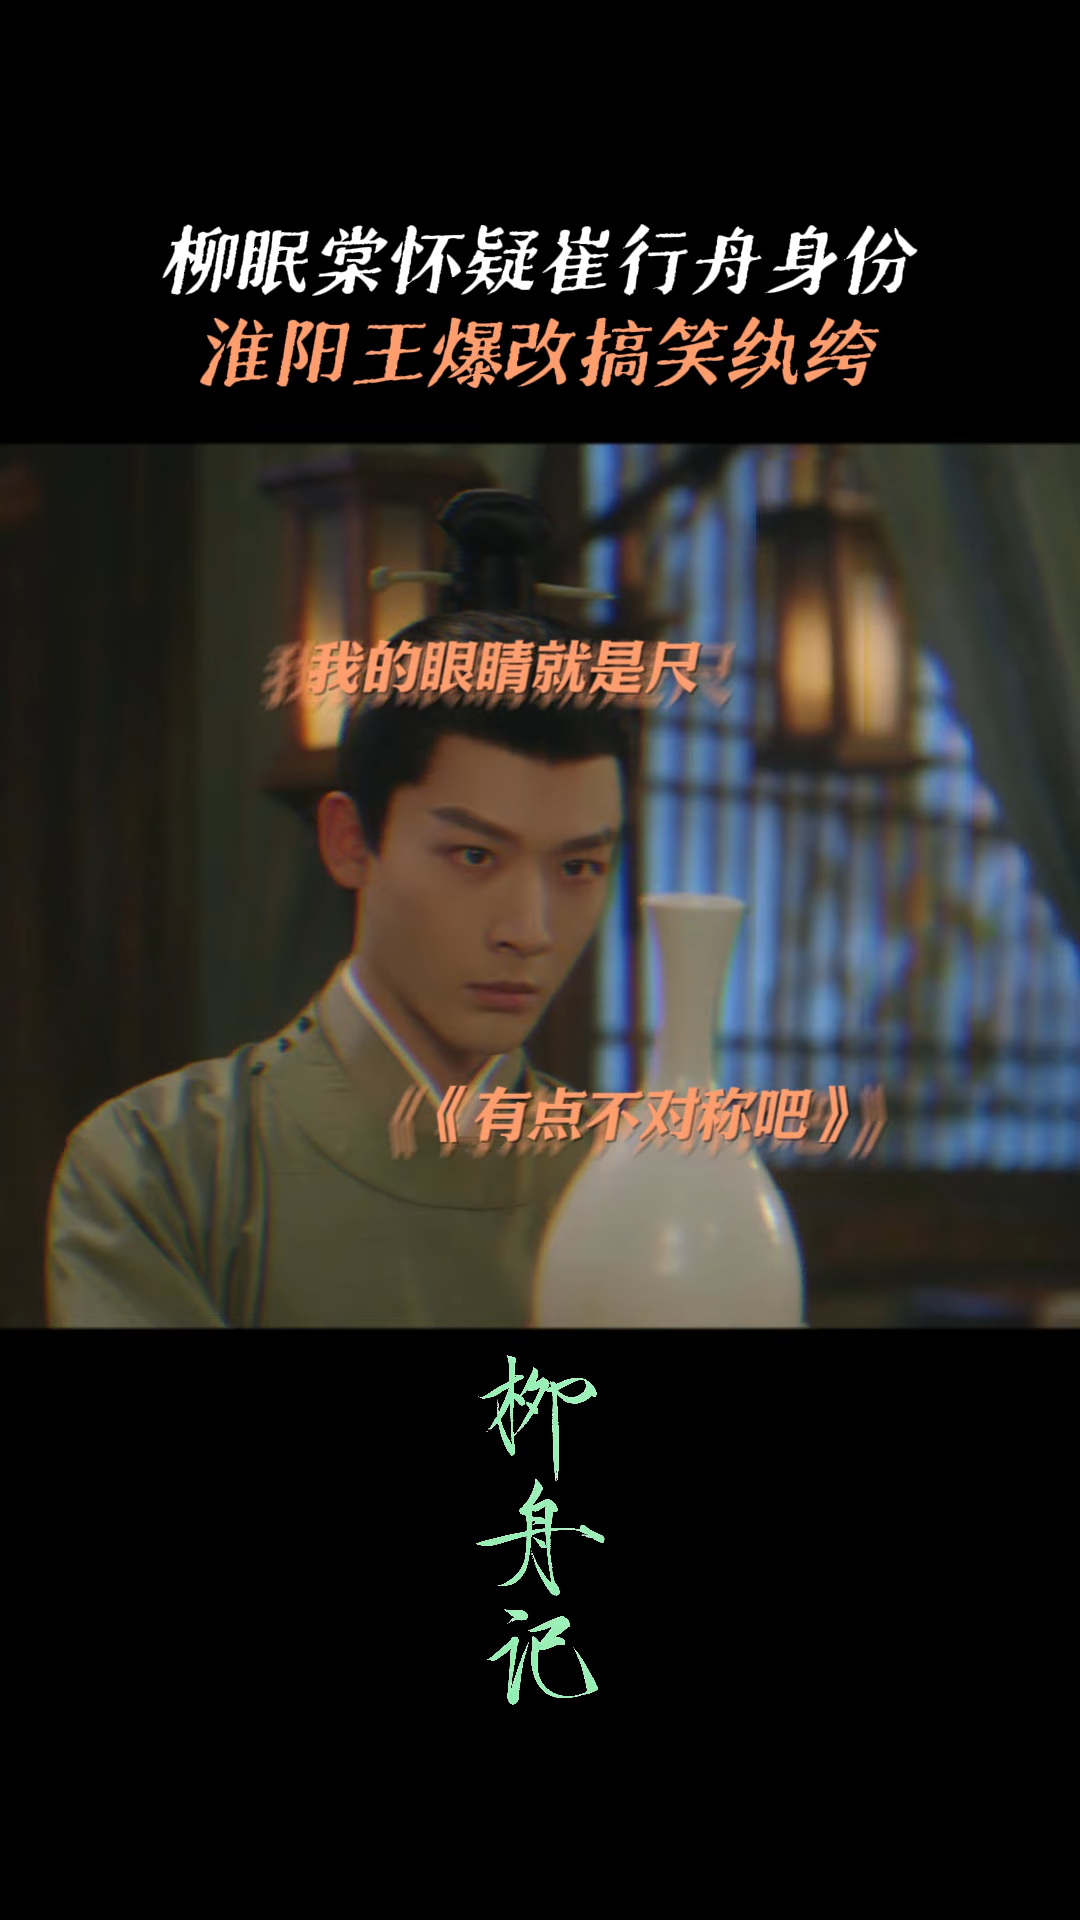 柳眠棠怀疑崔行舟身份
淮阳王爆改搞笑纨绔
我的眼睛就是尺
《有点不对称吧》
柳舟记